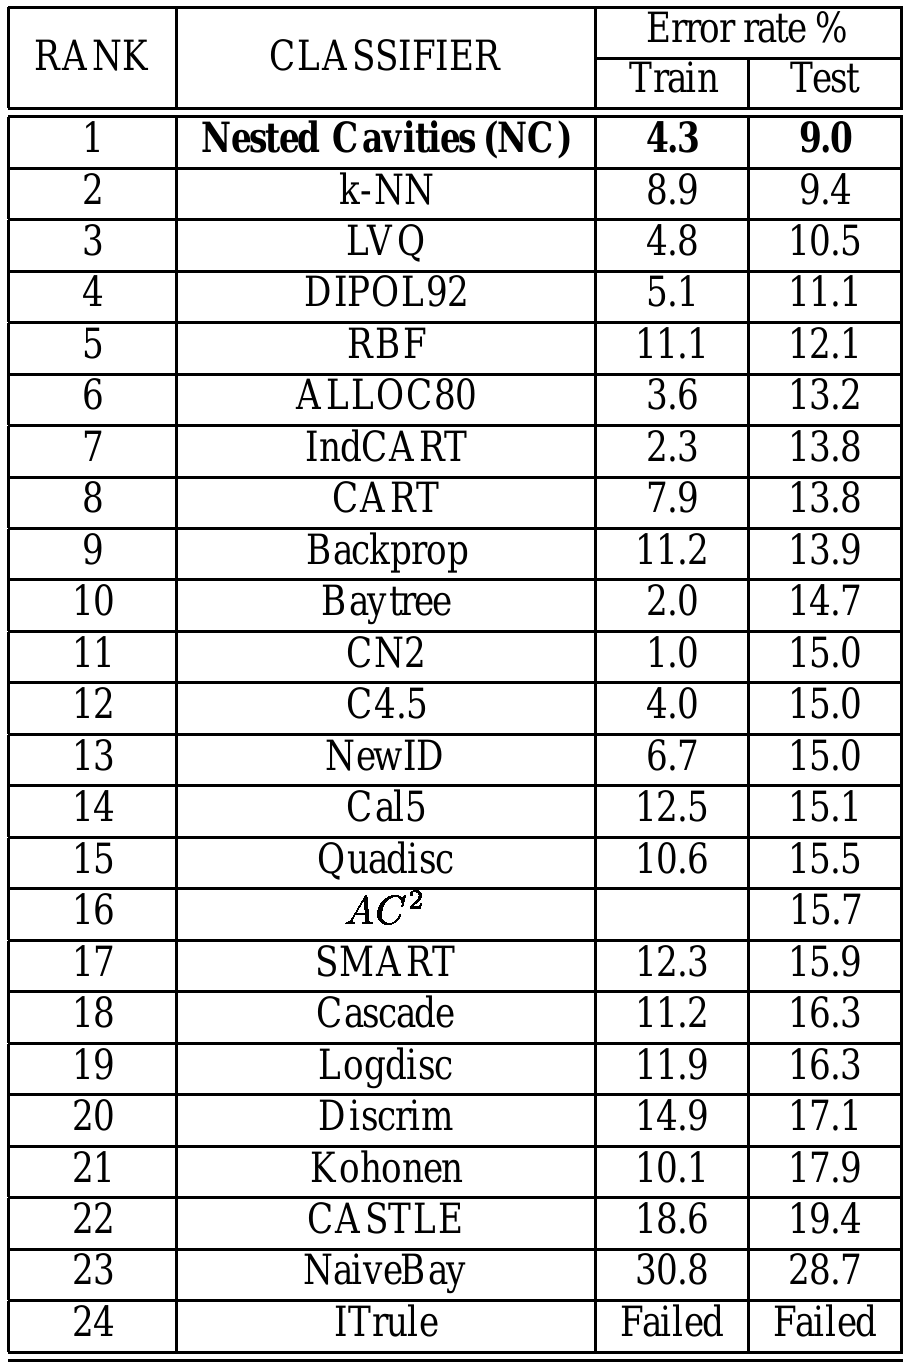 RANK CLASSIFIER Error rate %
Train Test
1 Nested Cavities (NC) 4.3 9.0
2 k-NN 8.9 9.4
3 LVQ 4.8 10.5
4 DIPOL92 5.1 11.1
5 RBF 11.1 12.1
6 ALLOC80 3.6 13.2
7 IndCART 2.3 13.8
8 CART 7.9 13.8
9 Backprop 11.2 13.9
10 Baytree 2.0 14.7
11 CN2 1.0 15.0
12 C4.5 4.0 15.0
13 NewID 6.7 15.0
14 Cal5 12.5 15.1
15 Quadisc 10.6 15.5
16 AC² 15.7
17 SMART 12.3 15.9
18 Cascade 11.2 16.3
19 Logdisc 11.9 16.3
20 Discrim 14.9 17.1
21 Kohonen 10.1 17.9
22 CASTLE 18.6 19.4
23 NaiveBay 30.8 28.7
24 ITrule Failed Failed